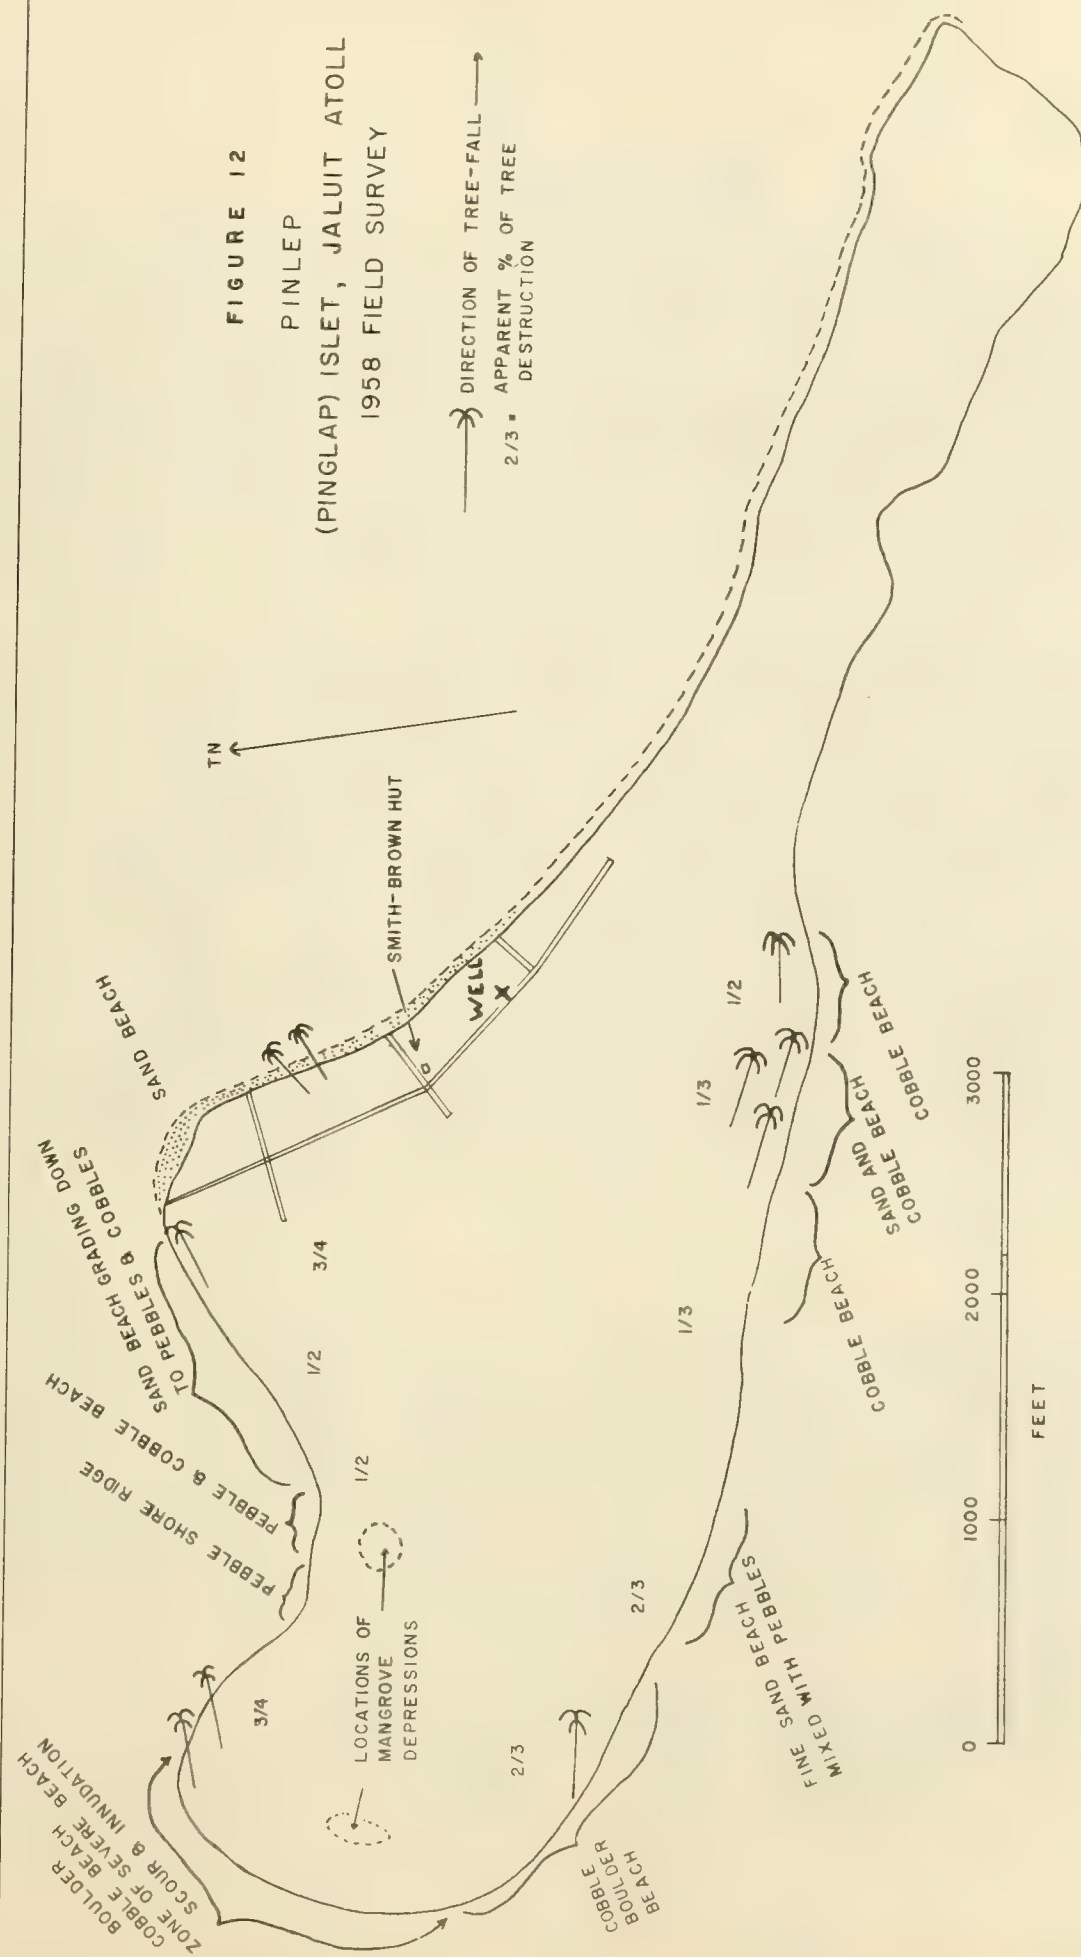 FIGURE 12
PINLEP
(PINGLAP) ISLET, JALUIT ATOLL
1958 FIELD SURVEY
DIRECTION OF TREE-FALL
2/3 = APPARENT % OF TREE
DESTRUCTION
TN
SMITH-BROWN HUT
WELL
X
SAND BEACH
SAND BEACH GRADING DOWN
TO PEBBLES & COBBLES
PEBBLE & COBBLE BEACH
PEBBLE SHORE RIDGE
BOULDER
COBBLE BEACH
ZONE OF SEVERE BEACH
SCOUR & INNUDATION
3/4
1/2
1/2
3/4
LOCATIONS OF
MANGROVE
DEPRESSIONS
2/3
2/3
1/3
1/3
1/2
COBBLE
BOULDER
BEACH
FINE SAND BEACH
MIXED WITH PEBBLES
COBBLE BEACH
SAND AND
COBBLE BEACH
COBBLE BEACH
0 1000 2000 3000
FEET